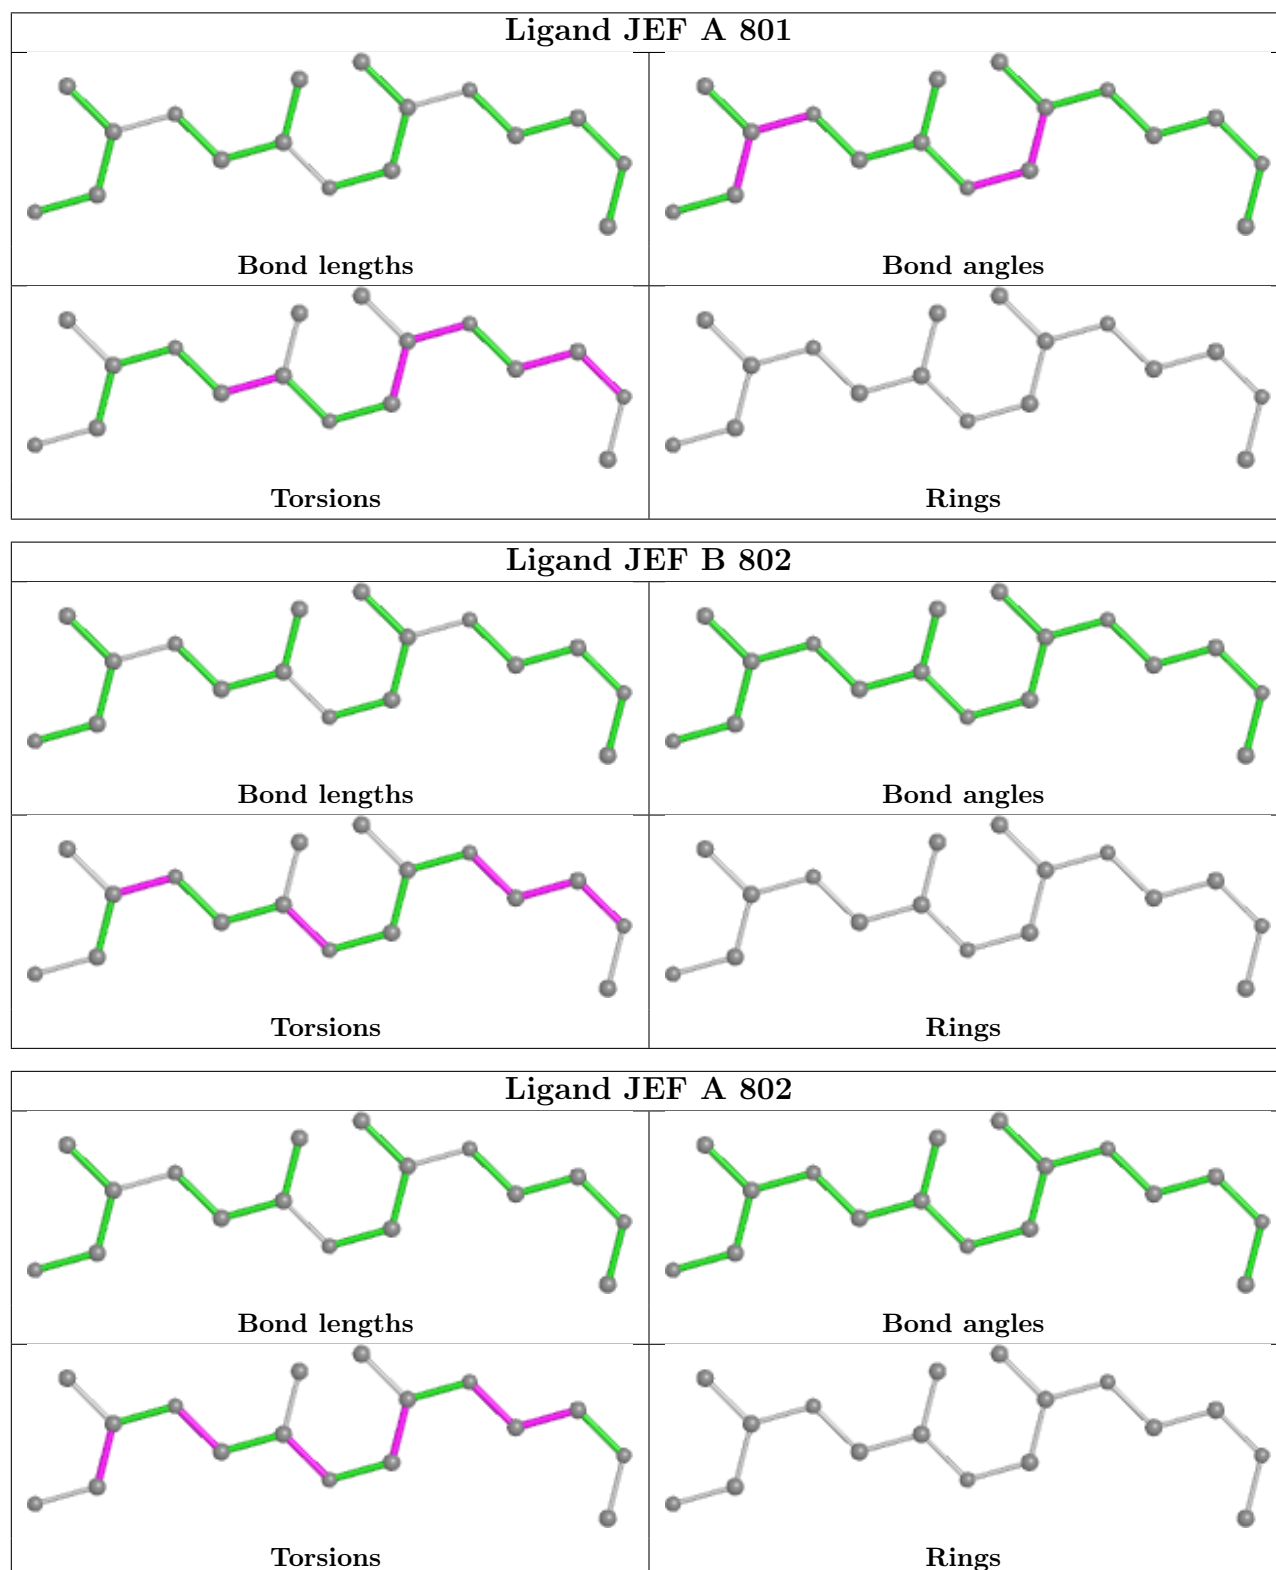 Ligand JEF A 801
Bond lengths
Bond angles
Torsions
Rings
Ligand JEF B 802
Bond lengths
Bond angles
Torsions
Rings
Ligand JEF A 802
Bond lengths
Bond angles
Torsions
Rings